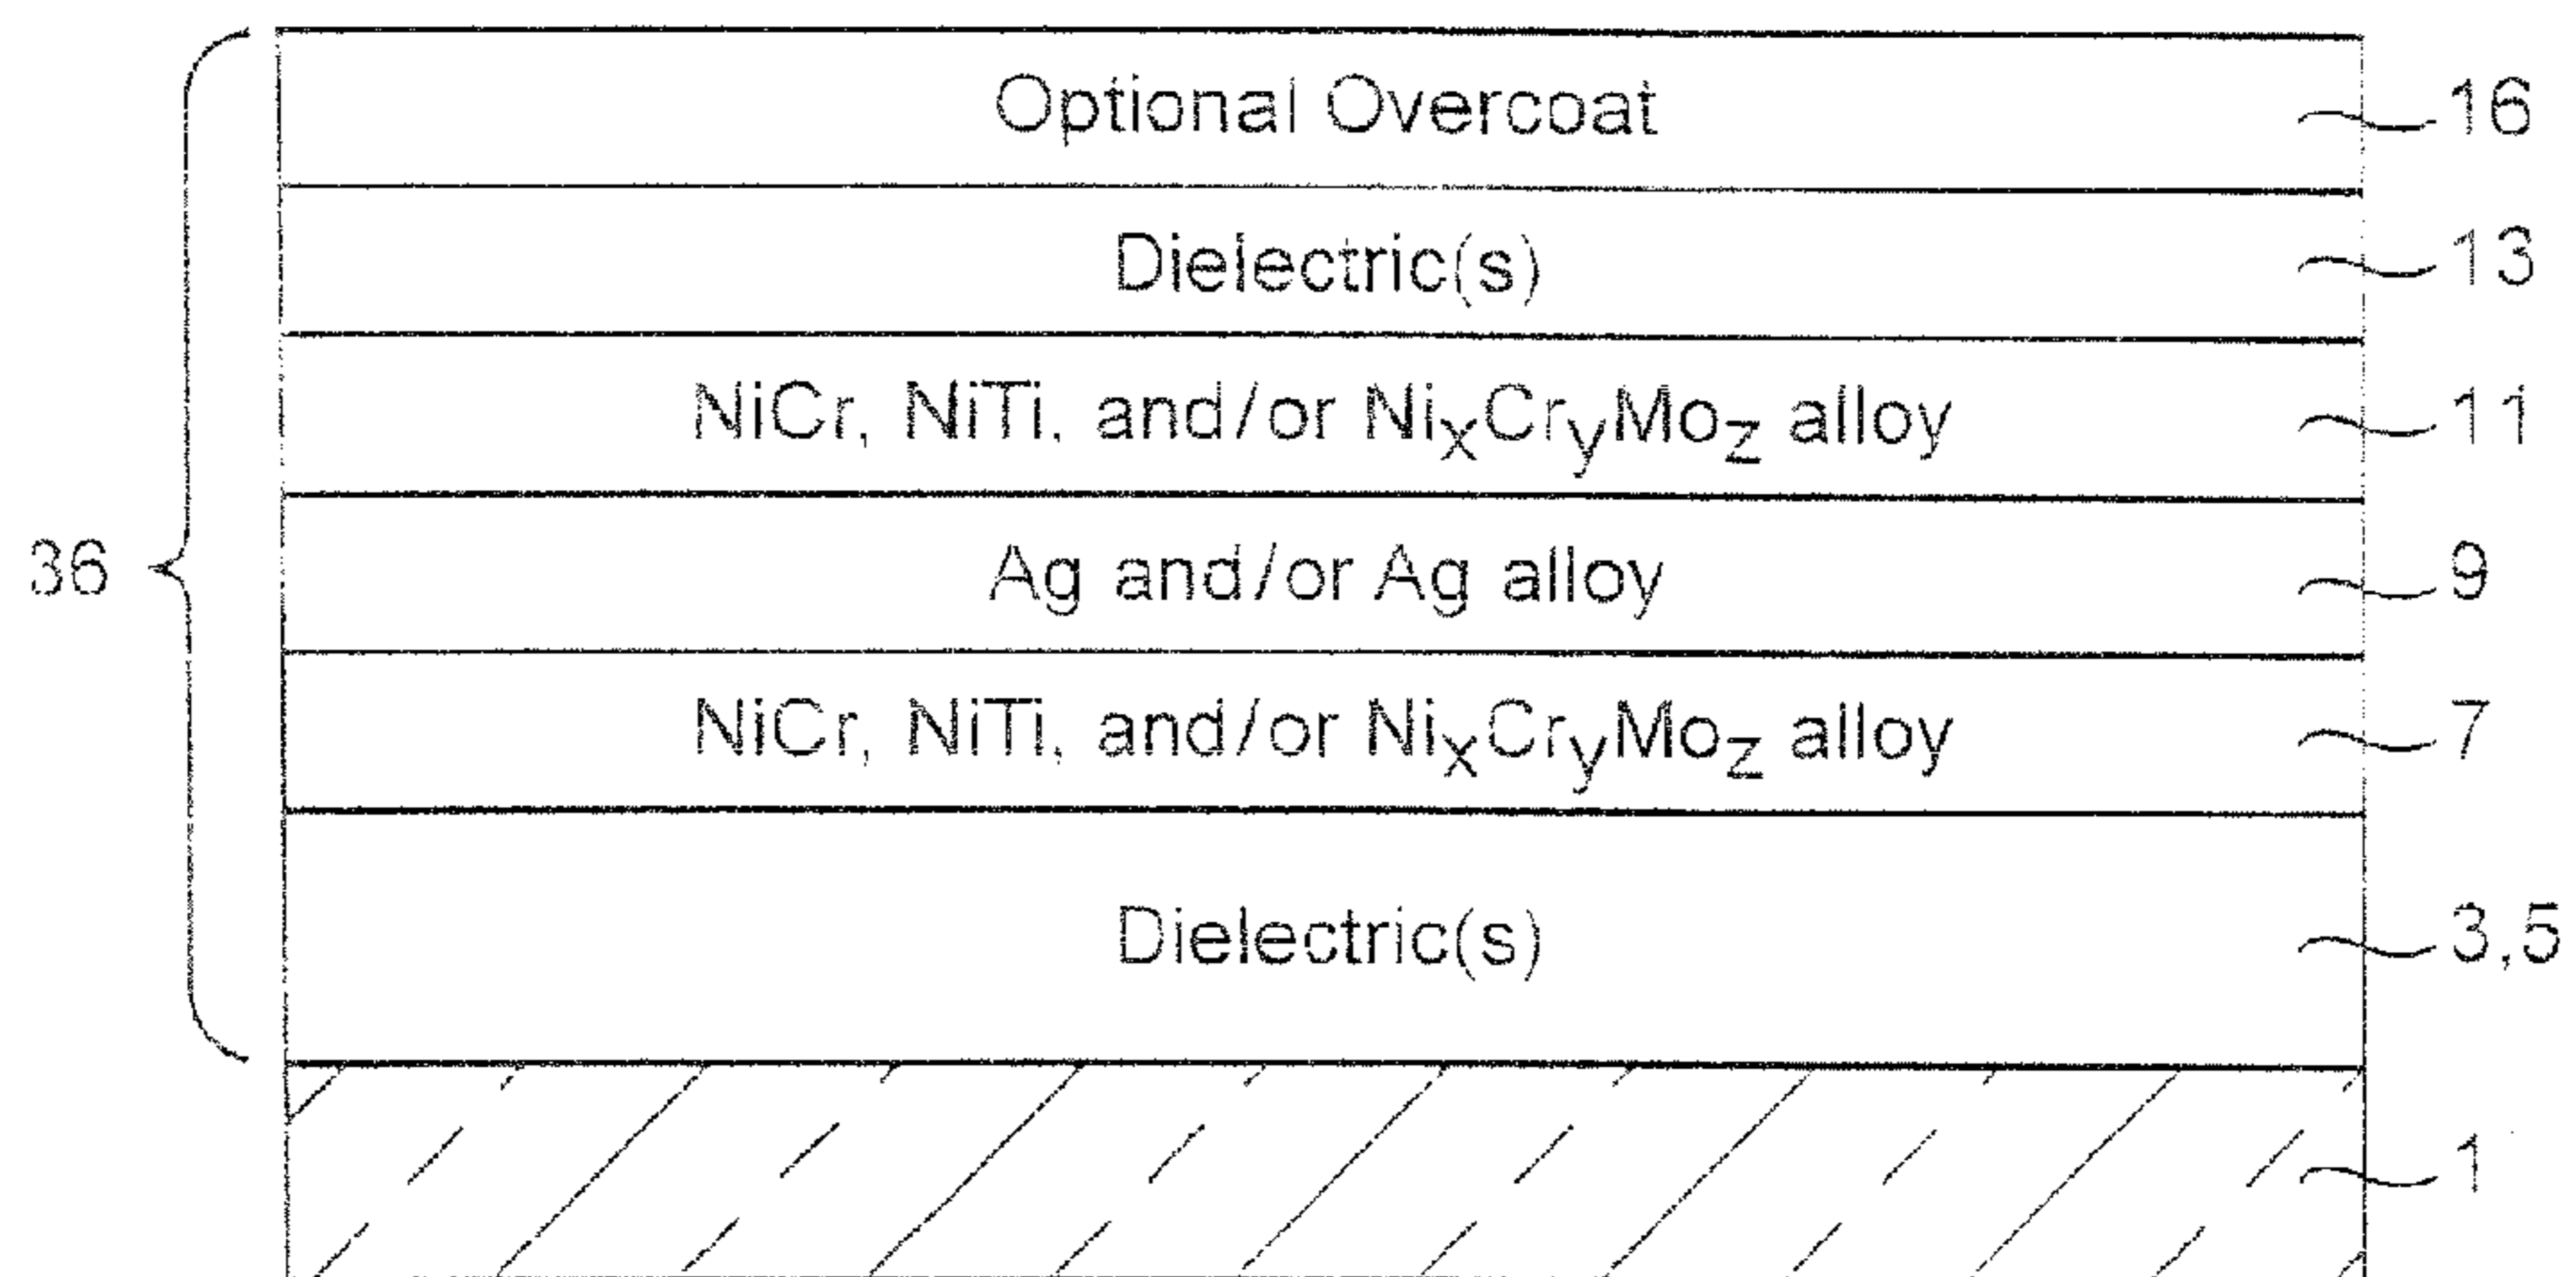 Optional Overcoat 16
Dielectric(s) 13
NiCr, NiTi, and/or NixCryMoz alloy 11
36 Ag and/or Ag alloy 9
NiCr, NiTi, and/or NixCryMoz alloy 7
Dielectric(s) 3,5
1